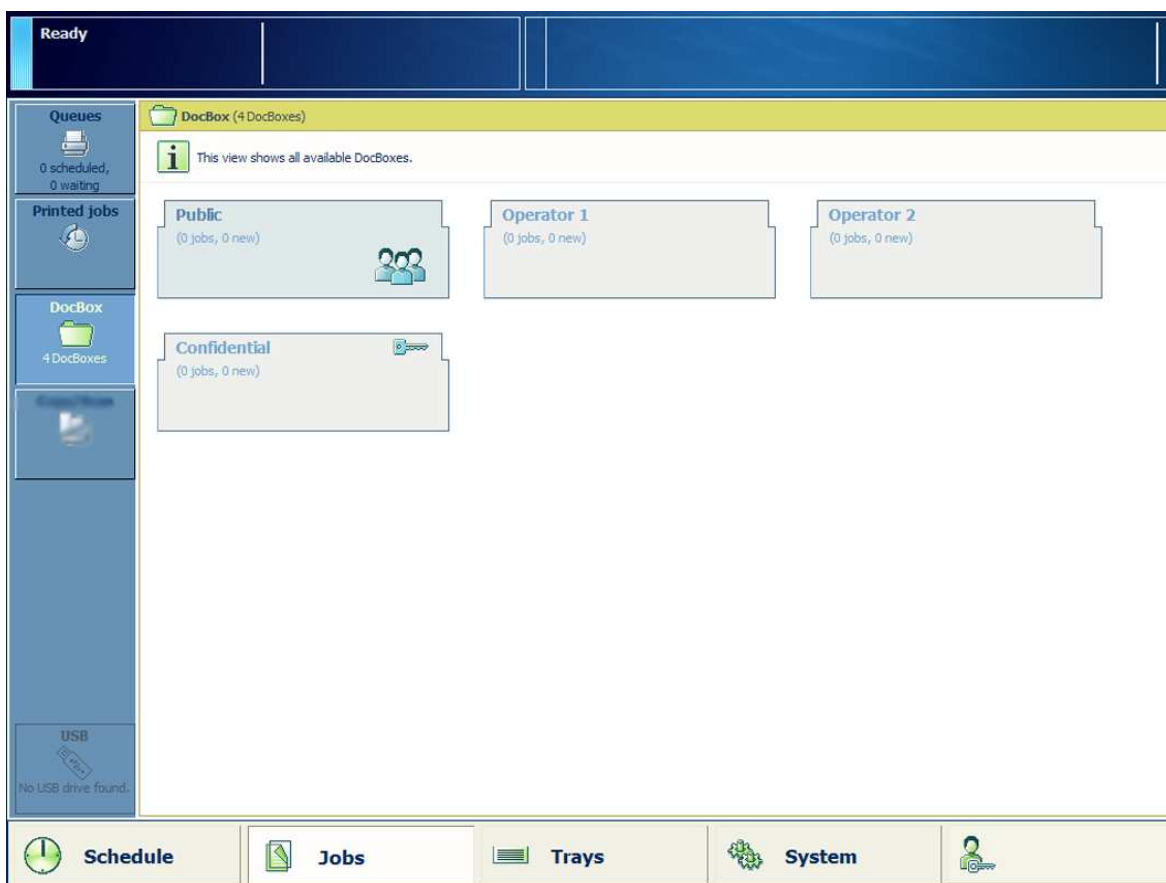 Ready
Queues
0 scheduled,
0 waiting
Printed jobs
DocBox
4 DocBoxes
USB
No USB drive found.
DocBox (4 DocBoxes)
This view shows all available DocBoxes.
Public
(0 jobs, 0 new)
Operator 1
(0 jobs, 0 new)
Operator 2
(0 jobs, 0 new)
Confidential
(0 jobs, 0 new)
Schedule
Jobs
Trays
System